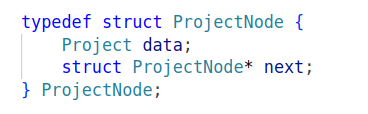 typedef struct ProjectNode {
    Project data;
    struct ProjectNode* next;
} ProjectNode;